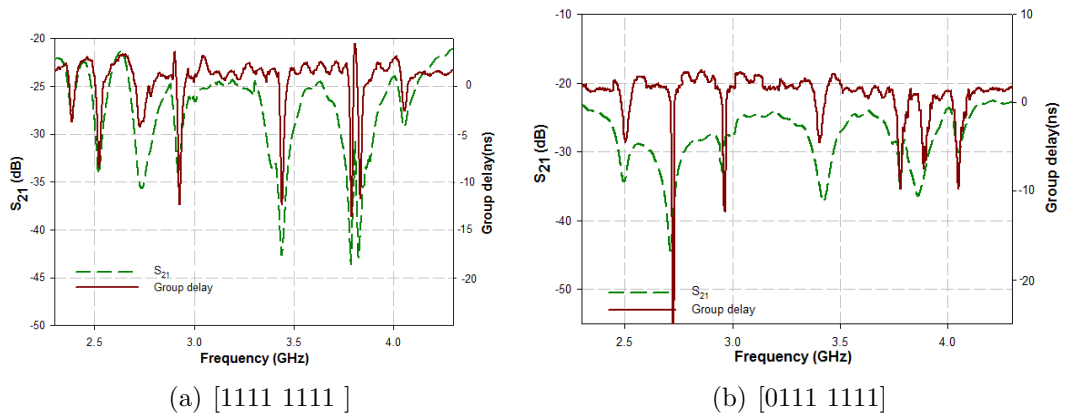 -20
-25
-30
-35
-40
-45
-50
S21 (dB)
0
-5
-10
-15
-20
Group delay(ns)
S21
Group delay
2.5 3.0 3.5 4.0
Frequency (GHz)
(a) [1111 1111 ]
-10
-20
-30
-40
-50
S21 (dB)
10
0
-10
-20
Group delay(ns)
S21
Group delay
2.5 3.0 3.5 4.0
Frequency (GHz)
(b) [0111 1111]